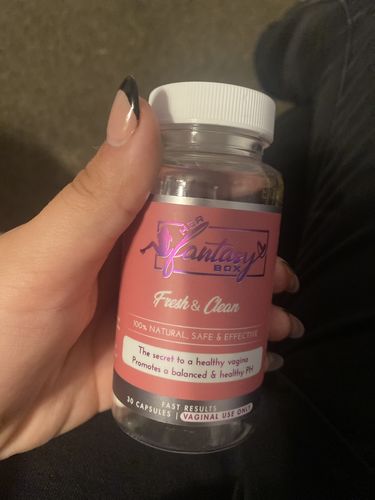 HER
Fantasy
BOX
Fresh & Clean
100% NATURAL, SAFE & EFFECTIVE
The secret to a healthy vagina
Promotes a balanced & healthy PH
FAST RESULTS
30 CAPSULES | VAGINAL USE ONLY